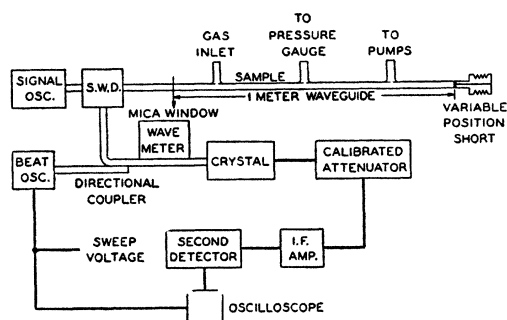 GAS
INLET
TO
PRESSURE
GAUGE
TO
PUMPS
SIGNAL
OSC.
S.W.D.
SAMPLE
1 METER WAVEGUIDE
MICA WINDOW
VARIABLE
POSITION
SHORT
WAVE
METER
BEAT
OSC.
DIRECTIONAL
COUPLER
CRYSTAL
CALIBRATED
ATTENUATOR
SWEEP
VOLTAGE
SECOND
DETECTOR
I.F.
AMP.
OSCILLOSCOPE